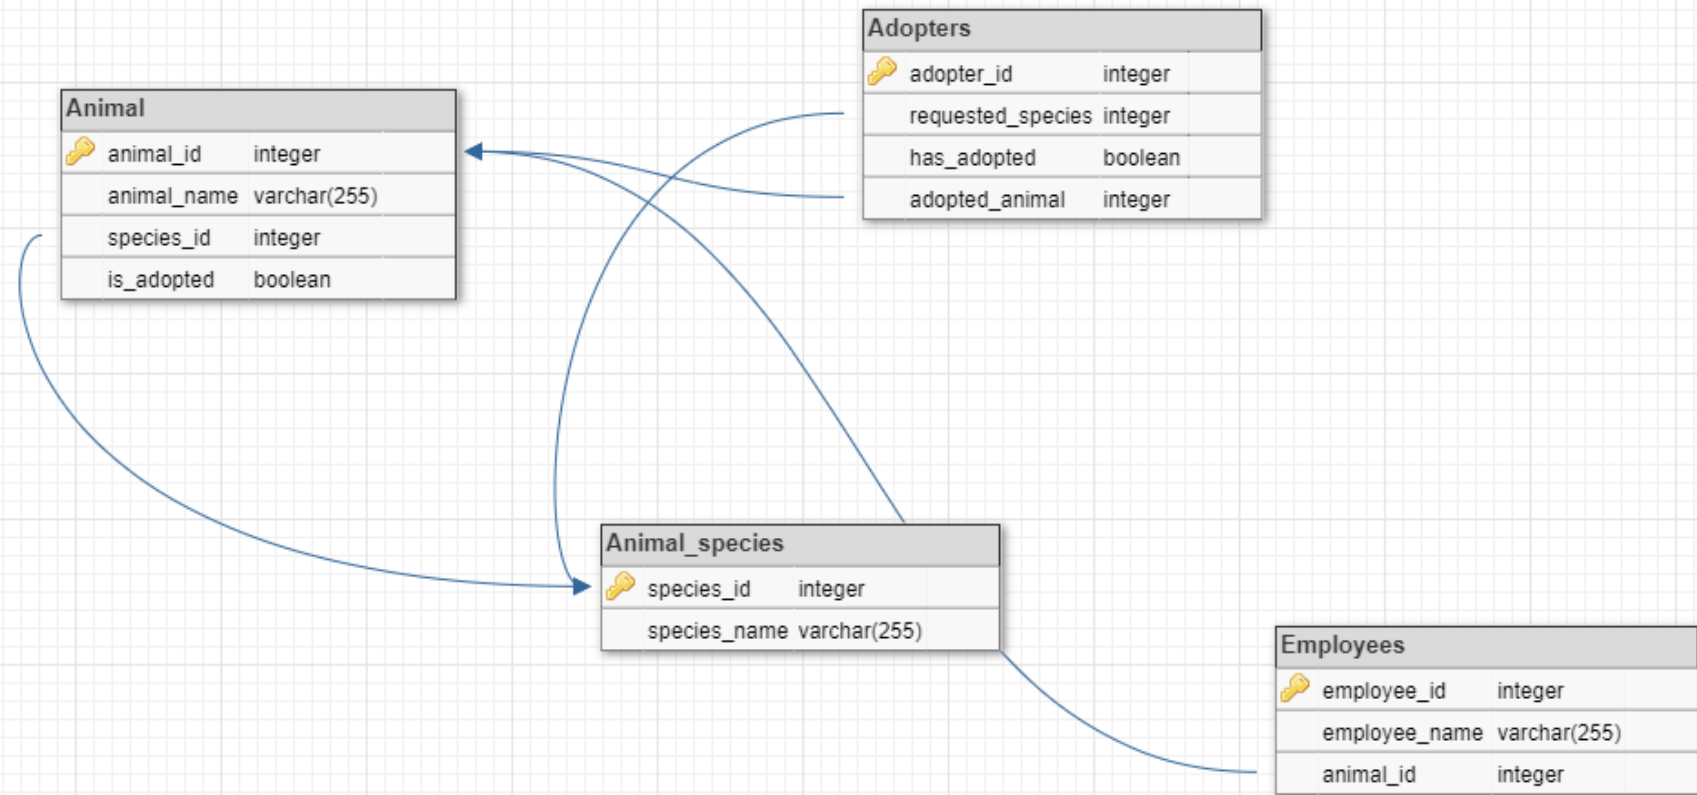 Adopters
adopter_id integer
requested_species integer
has_adopted boolean
adopted_animal integer
Animal
animal_id integer
animal_name varchar(255)
species_id integer
is_adopted boolean
Animal_species
species_id integer
species_name varchar(255)
Employees
employee_id integer
employee_name varchar(255)
animal_id integer